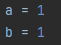 a = 1
b = 1